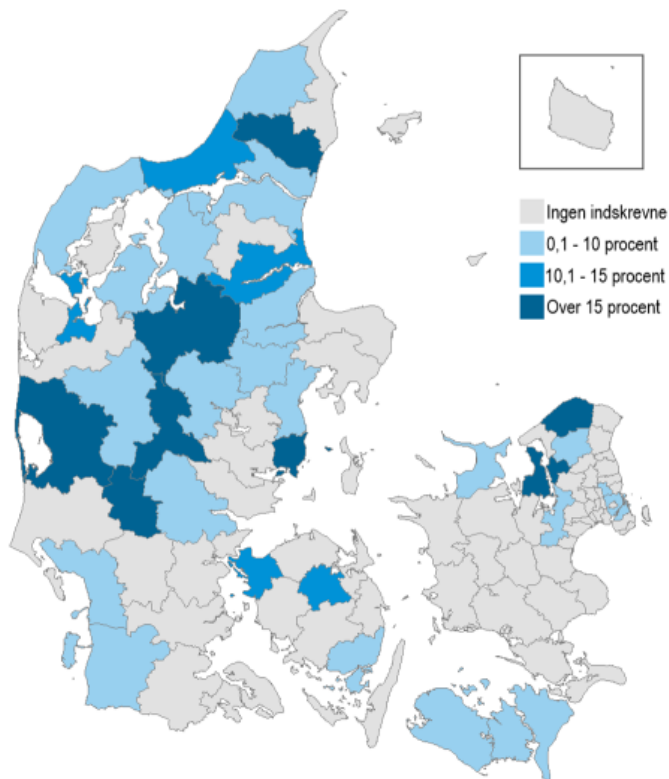 Ingen indskrevne
0,1 - 10 procent
10,1 - 15 procent
Over 15 procent